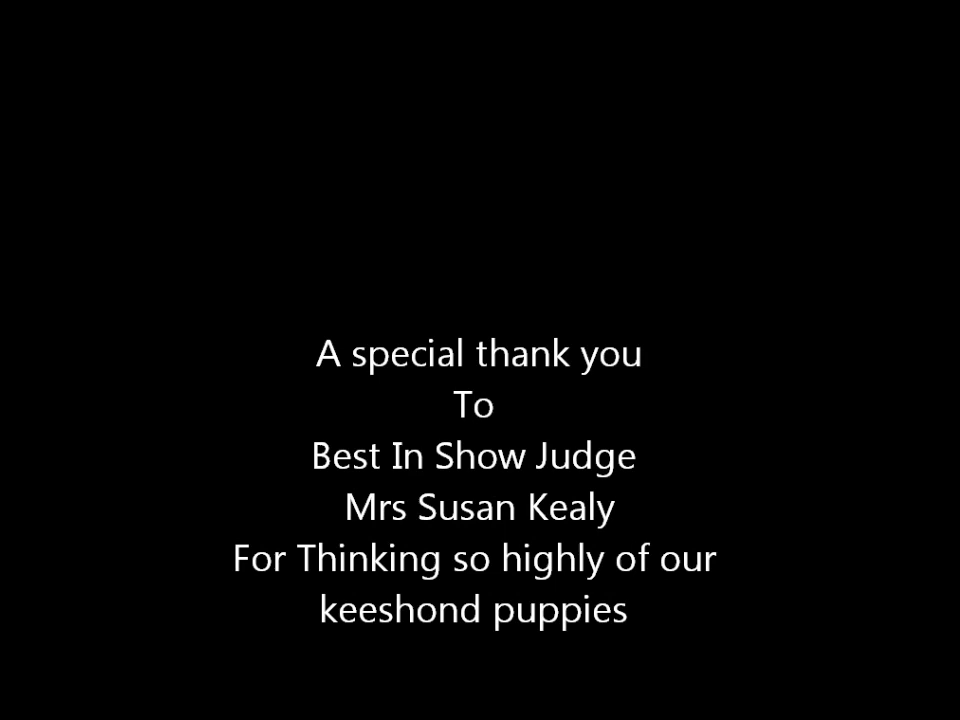 A special thank you
To
Best In Show Judge
Mrs Susan Kealy
For Thinking so highly of our
keeshond puppies